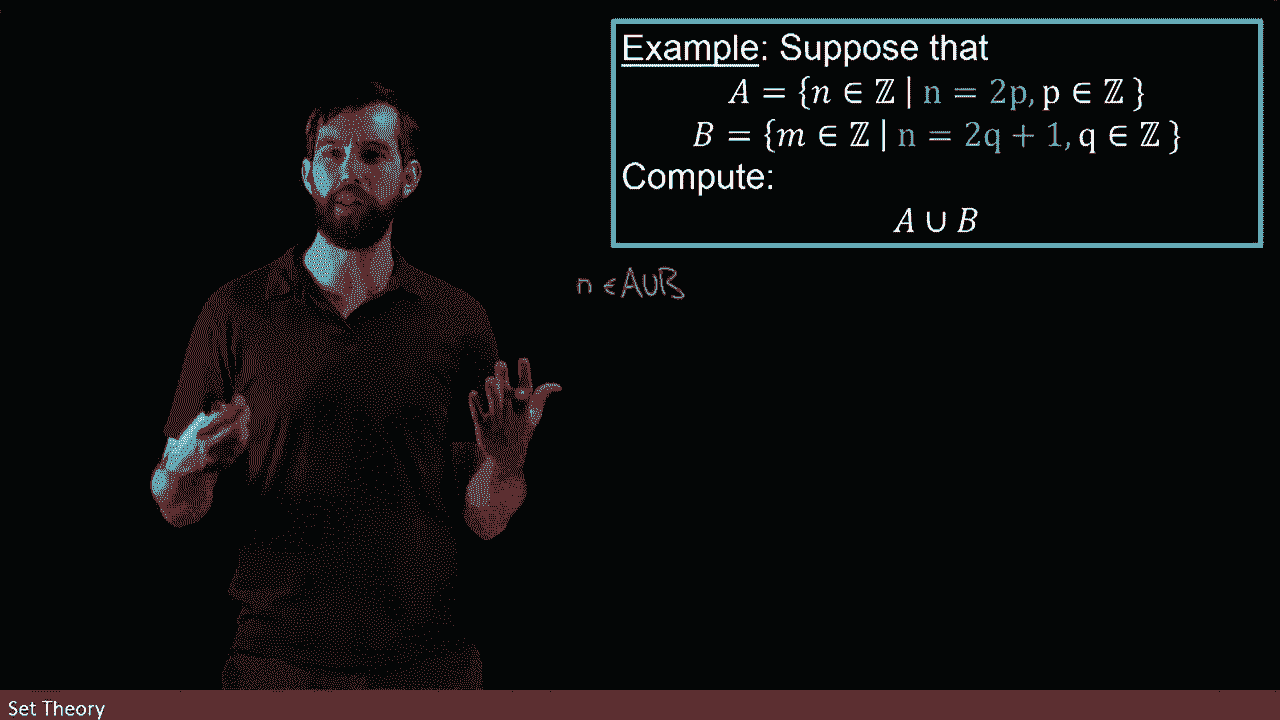 Example: Suppose that
A = {n ∈ ℤ | n = 2p, p ∈ ℤ }
B = {m ∈ ℤ | n = 2q + 1, q ∈ ℤ }
Compute:
A ∪ B
n ∈ A∪B
Set Theory